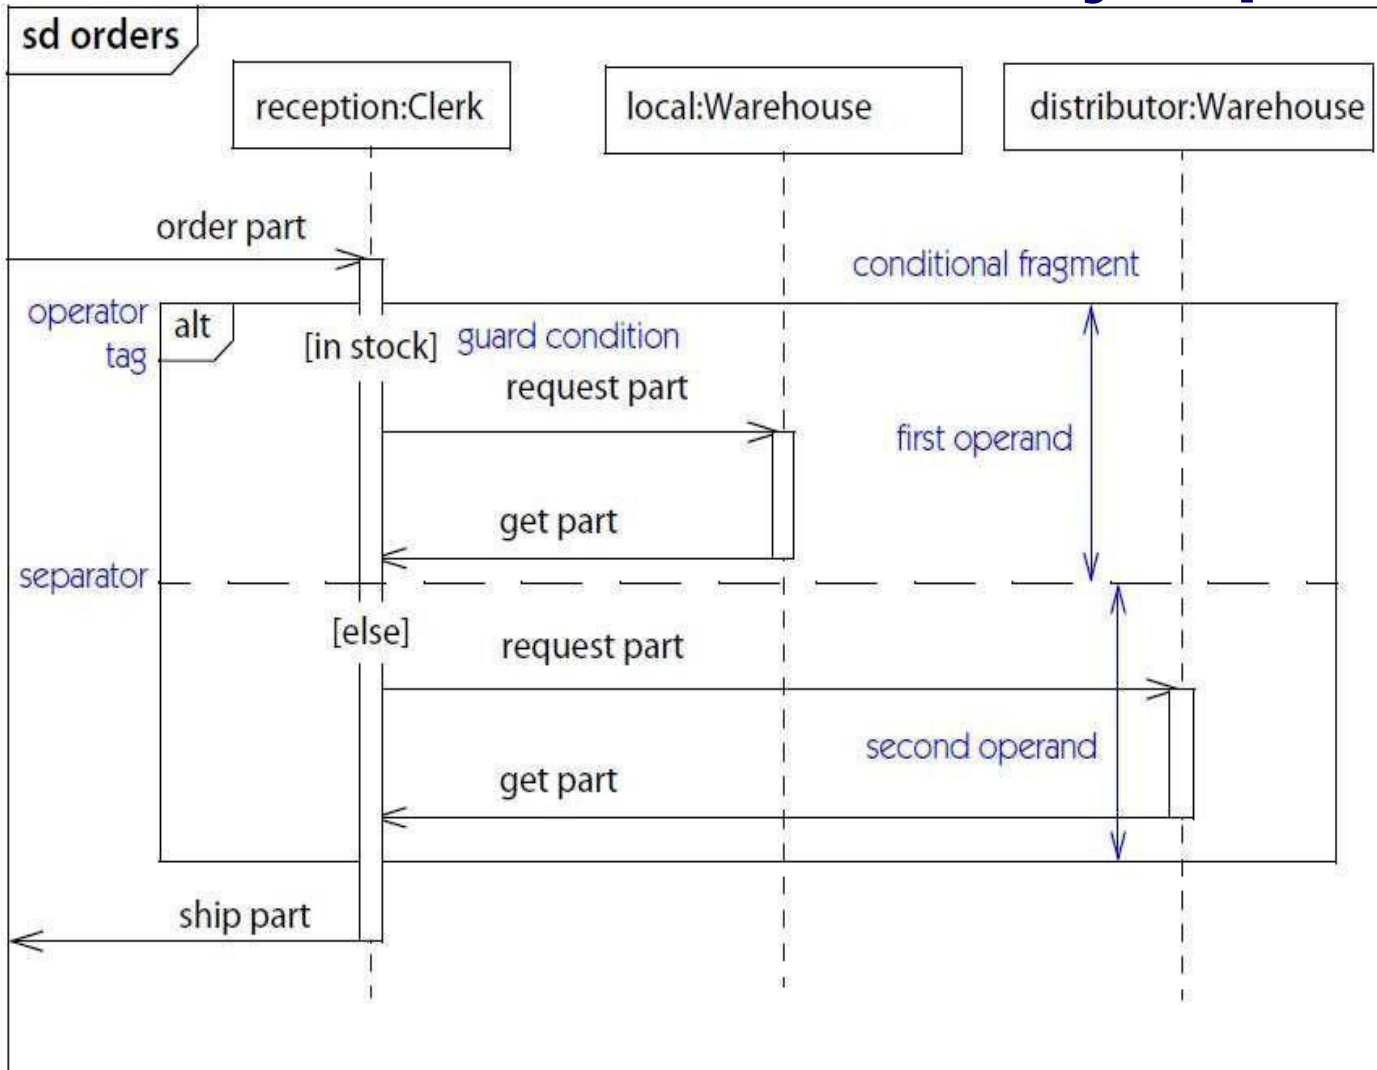 sd orders
reception:Clerk
local:Warehouse
distributor:Warehouse
order part
conditional fragment
operator
tag
alt
[in stock]
guard condition
request part
first operand
get part
separator
[else]
request part
second operand
get part
ship part